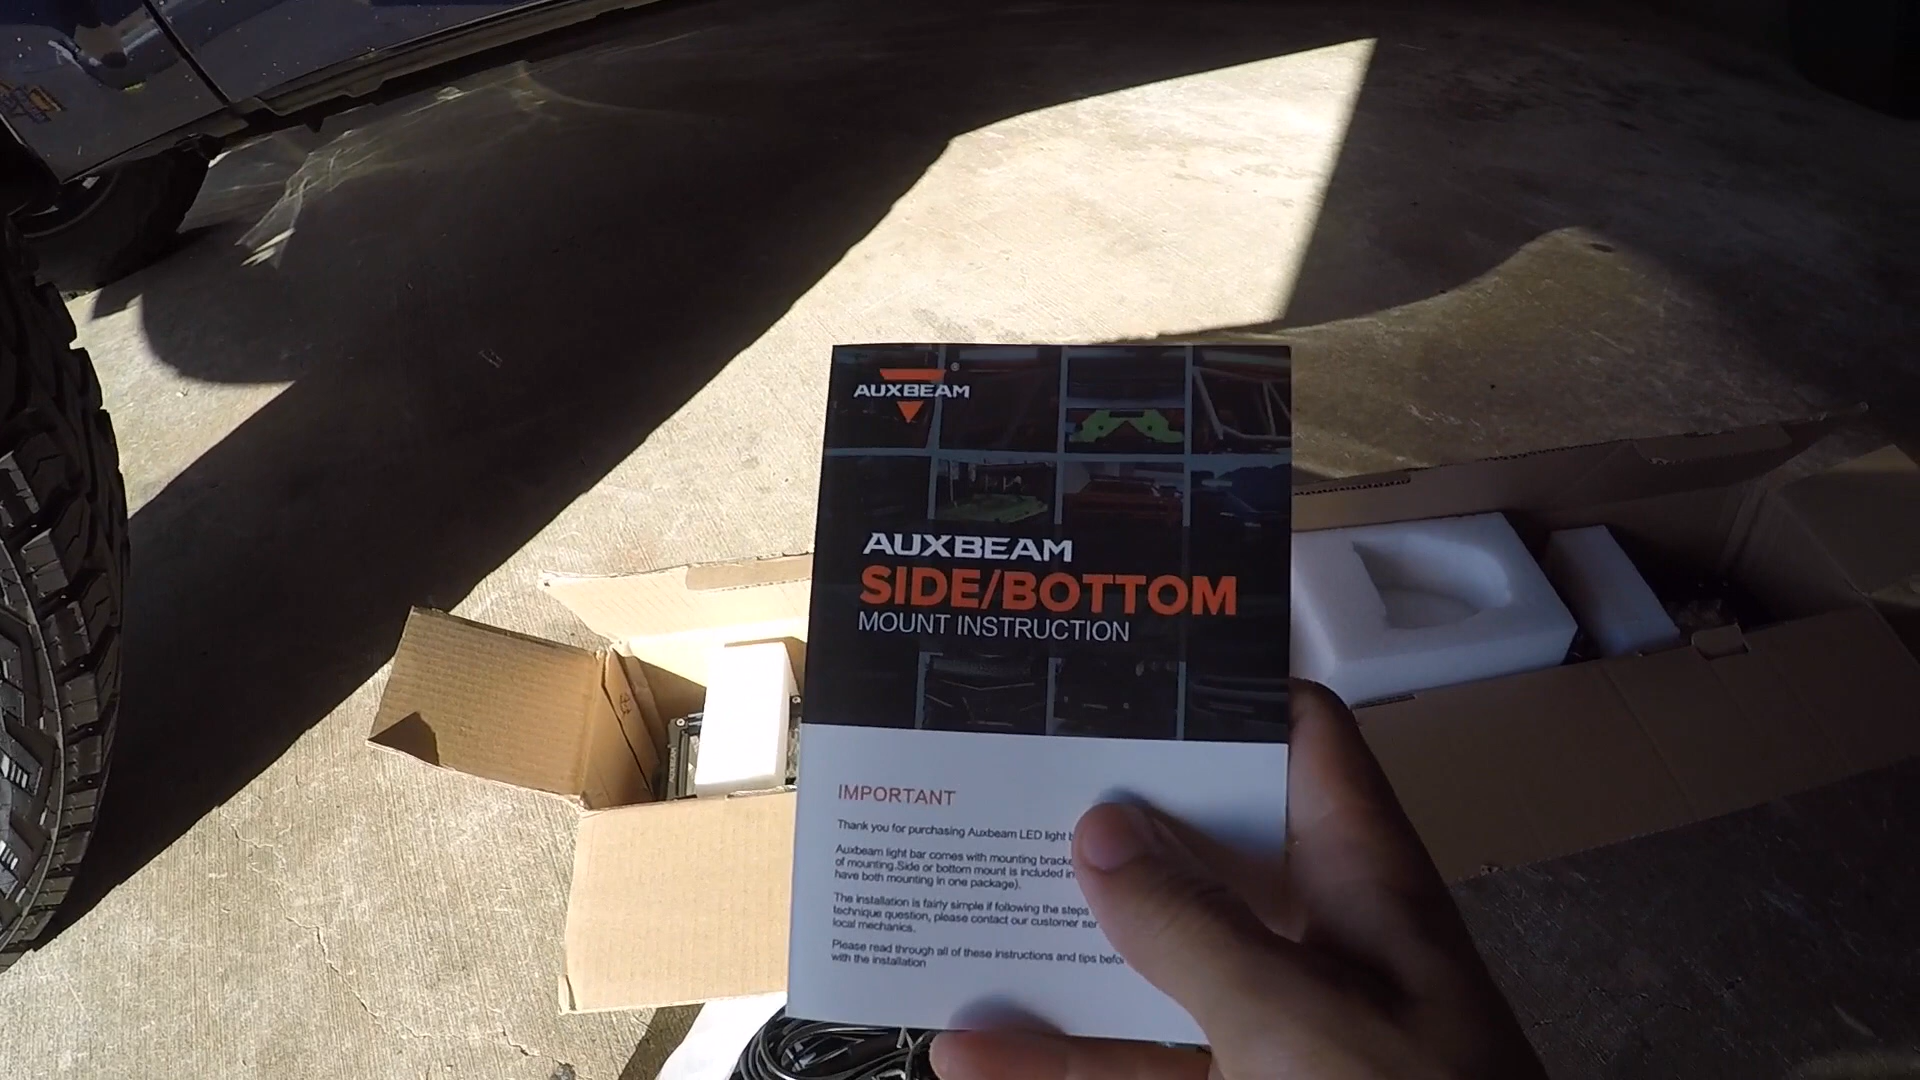 AUXBEAM®
AUXBEAM
SIDE/BOTTOM
MOUNT INSTRUCTION
IMPORTANT
Thank you for purchasing Auxbeam LED light
Auxbeam light bar comes with mounting
of mounting.Side or bottom mount is included in
have both mounting in one package).
The installation is fairly simple if following the steps
technique question, please contact our customer
local mechanics.
Please read through all of these instructions and tips
with the installation